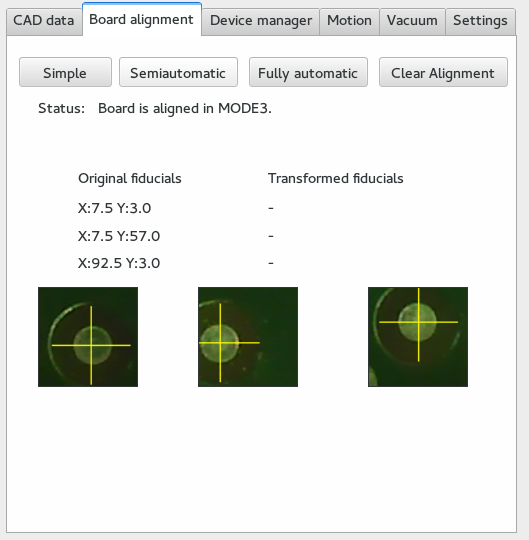 CAD data Board alignment Device manager Motion Vacuum Settings
Simple Semiautomatic Fully automatic Clear Alignment
Status: Board is aligned in MODE3.
Original fiducials Transformed fiducials
X:7.5 Y:3.0 -
X:7.5 Y:57.0 -
X:92.5 Y:3.0 -